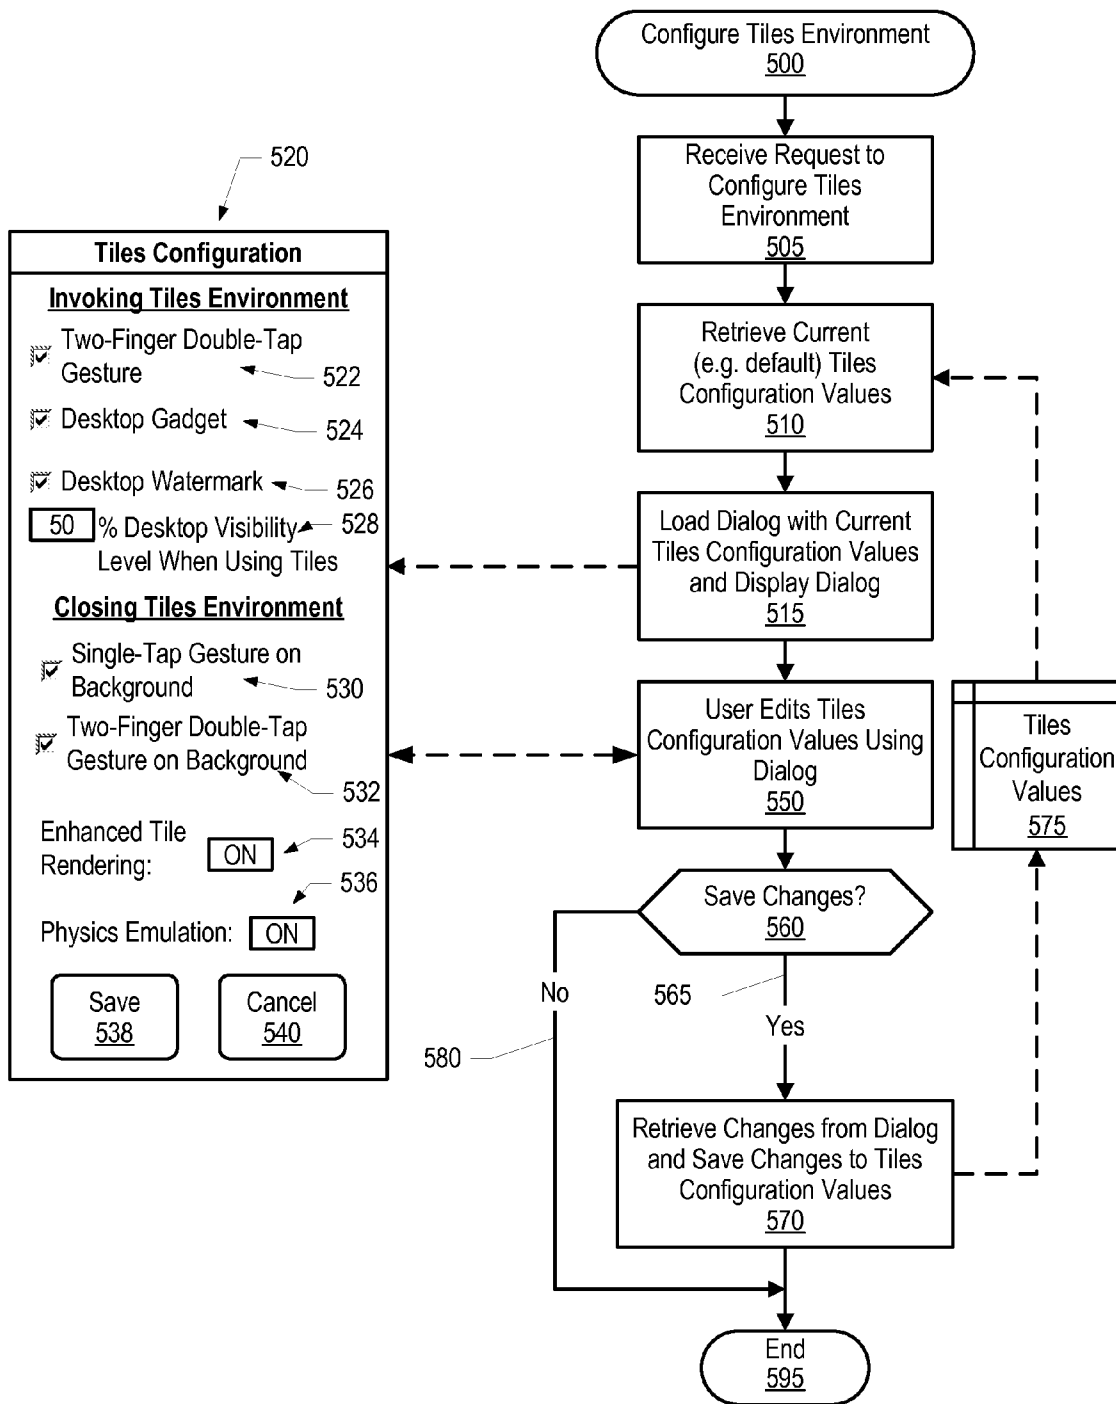 Configure Tiles Environment
500
Receive Request to
Configure Tiles
Environment
505
Retrieve Current
(e.g. default) Tiles
Configuration Values
510
Load Dialog with Current
Tiles Configuration Values
and Display Dialog
515
User Edits Tiles
Configuration Values Using
Dialog
550
Save Changes?
560
565
Yes
No
580
Retrieve Changes from Dialog
and Save Changes to Tiles
Configuration Values
570
End
595
Tiles
Configuration
Values
575
520
Tiles Configuration
Invoking Tiles Environment
Two-Finger Double-Tap
Gesture
522
Desktop Gadget
524
Desktop Watermark
526
50 % Desktop Visibility
528
Level When Using Tiles
Closing Tiles Environment
Single-Tap Gesture on
Background
530
Two-Finger Double-Tap
Gesture on Background
532
Enhanced Tile
Rendering: ON
534
536
Physics Emulation: ON
Save
538
Cancel
540